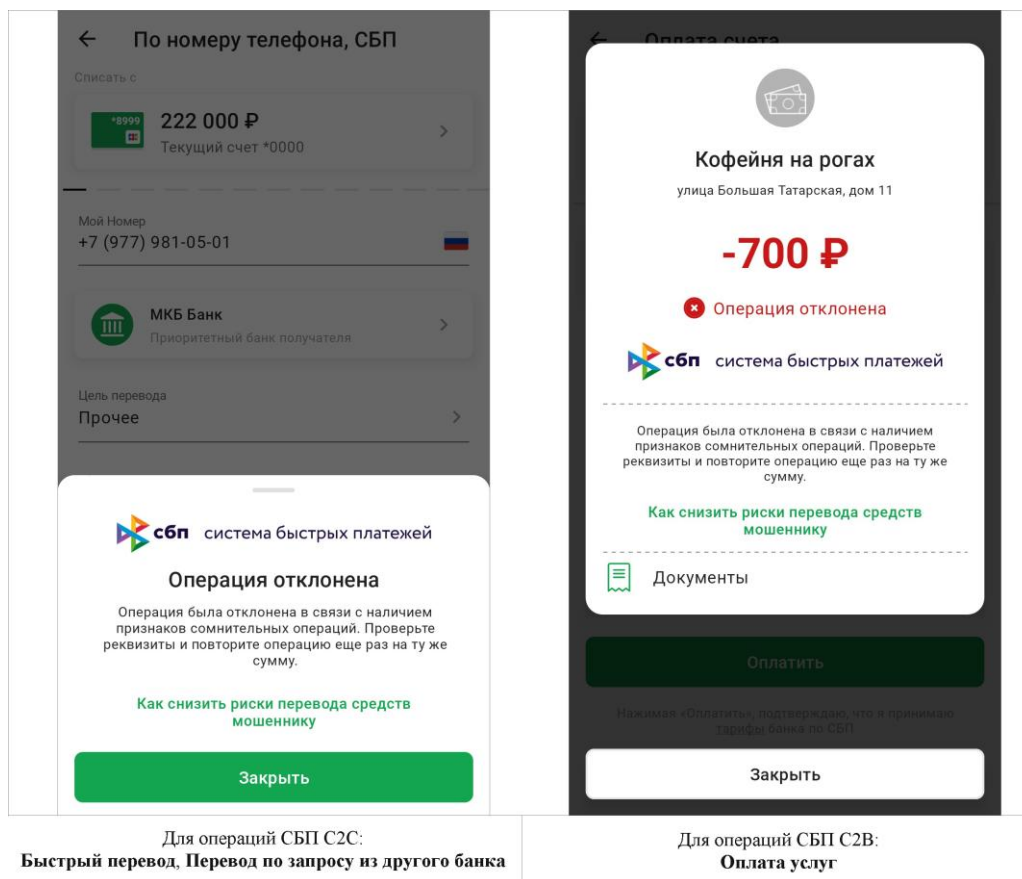 По номеру телефона, СБП
Списать с
*8999
222 000 ₽
Текущий счет *0000
Мой Номер
+7 (977) 981-05-01
МКБ Банк
Приоритетный банк получателя
Цель перевода
Прочее
сбп система быстрых платежей
Операция отклонена
Операция была отклонена в связи с наличием
признаков сомнительных операций. Проверьте
реквизиты и повторите операцию еще раз на ту же
сумму.
Как снизить риски перевода средств
мошеннику
Закрыть
Для операций СБП С2С:
Быстрый перевод, Перевод по запросу из другого банка
Оплата счета
Кофейня на рогах
улица Большая Татарская, дом 11
-700 ₽
Операция отклонена
сбп система быстрых платежей
Операция была отклонена в связи с наличием
признаков сомнительных операций. Проверьте
реквизиты и повторите операцию еще раз на ту же
сумму.
Как снизить риски перевода средств
мошеннику
Документы
Оплатить
Нажимая «Оплатить», подтверждаю, что я принимаю
тарифы банка по СБП
Закрыть
Для операций СБП С2В:
Оплата услуг